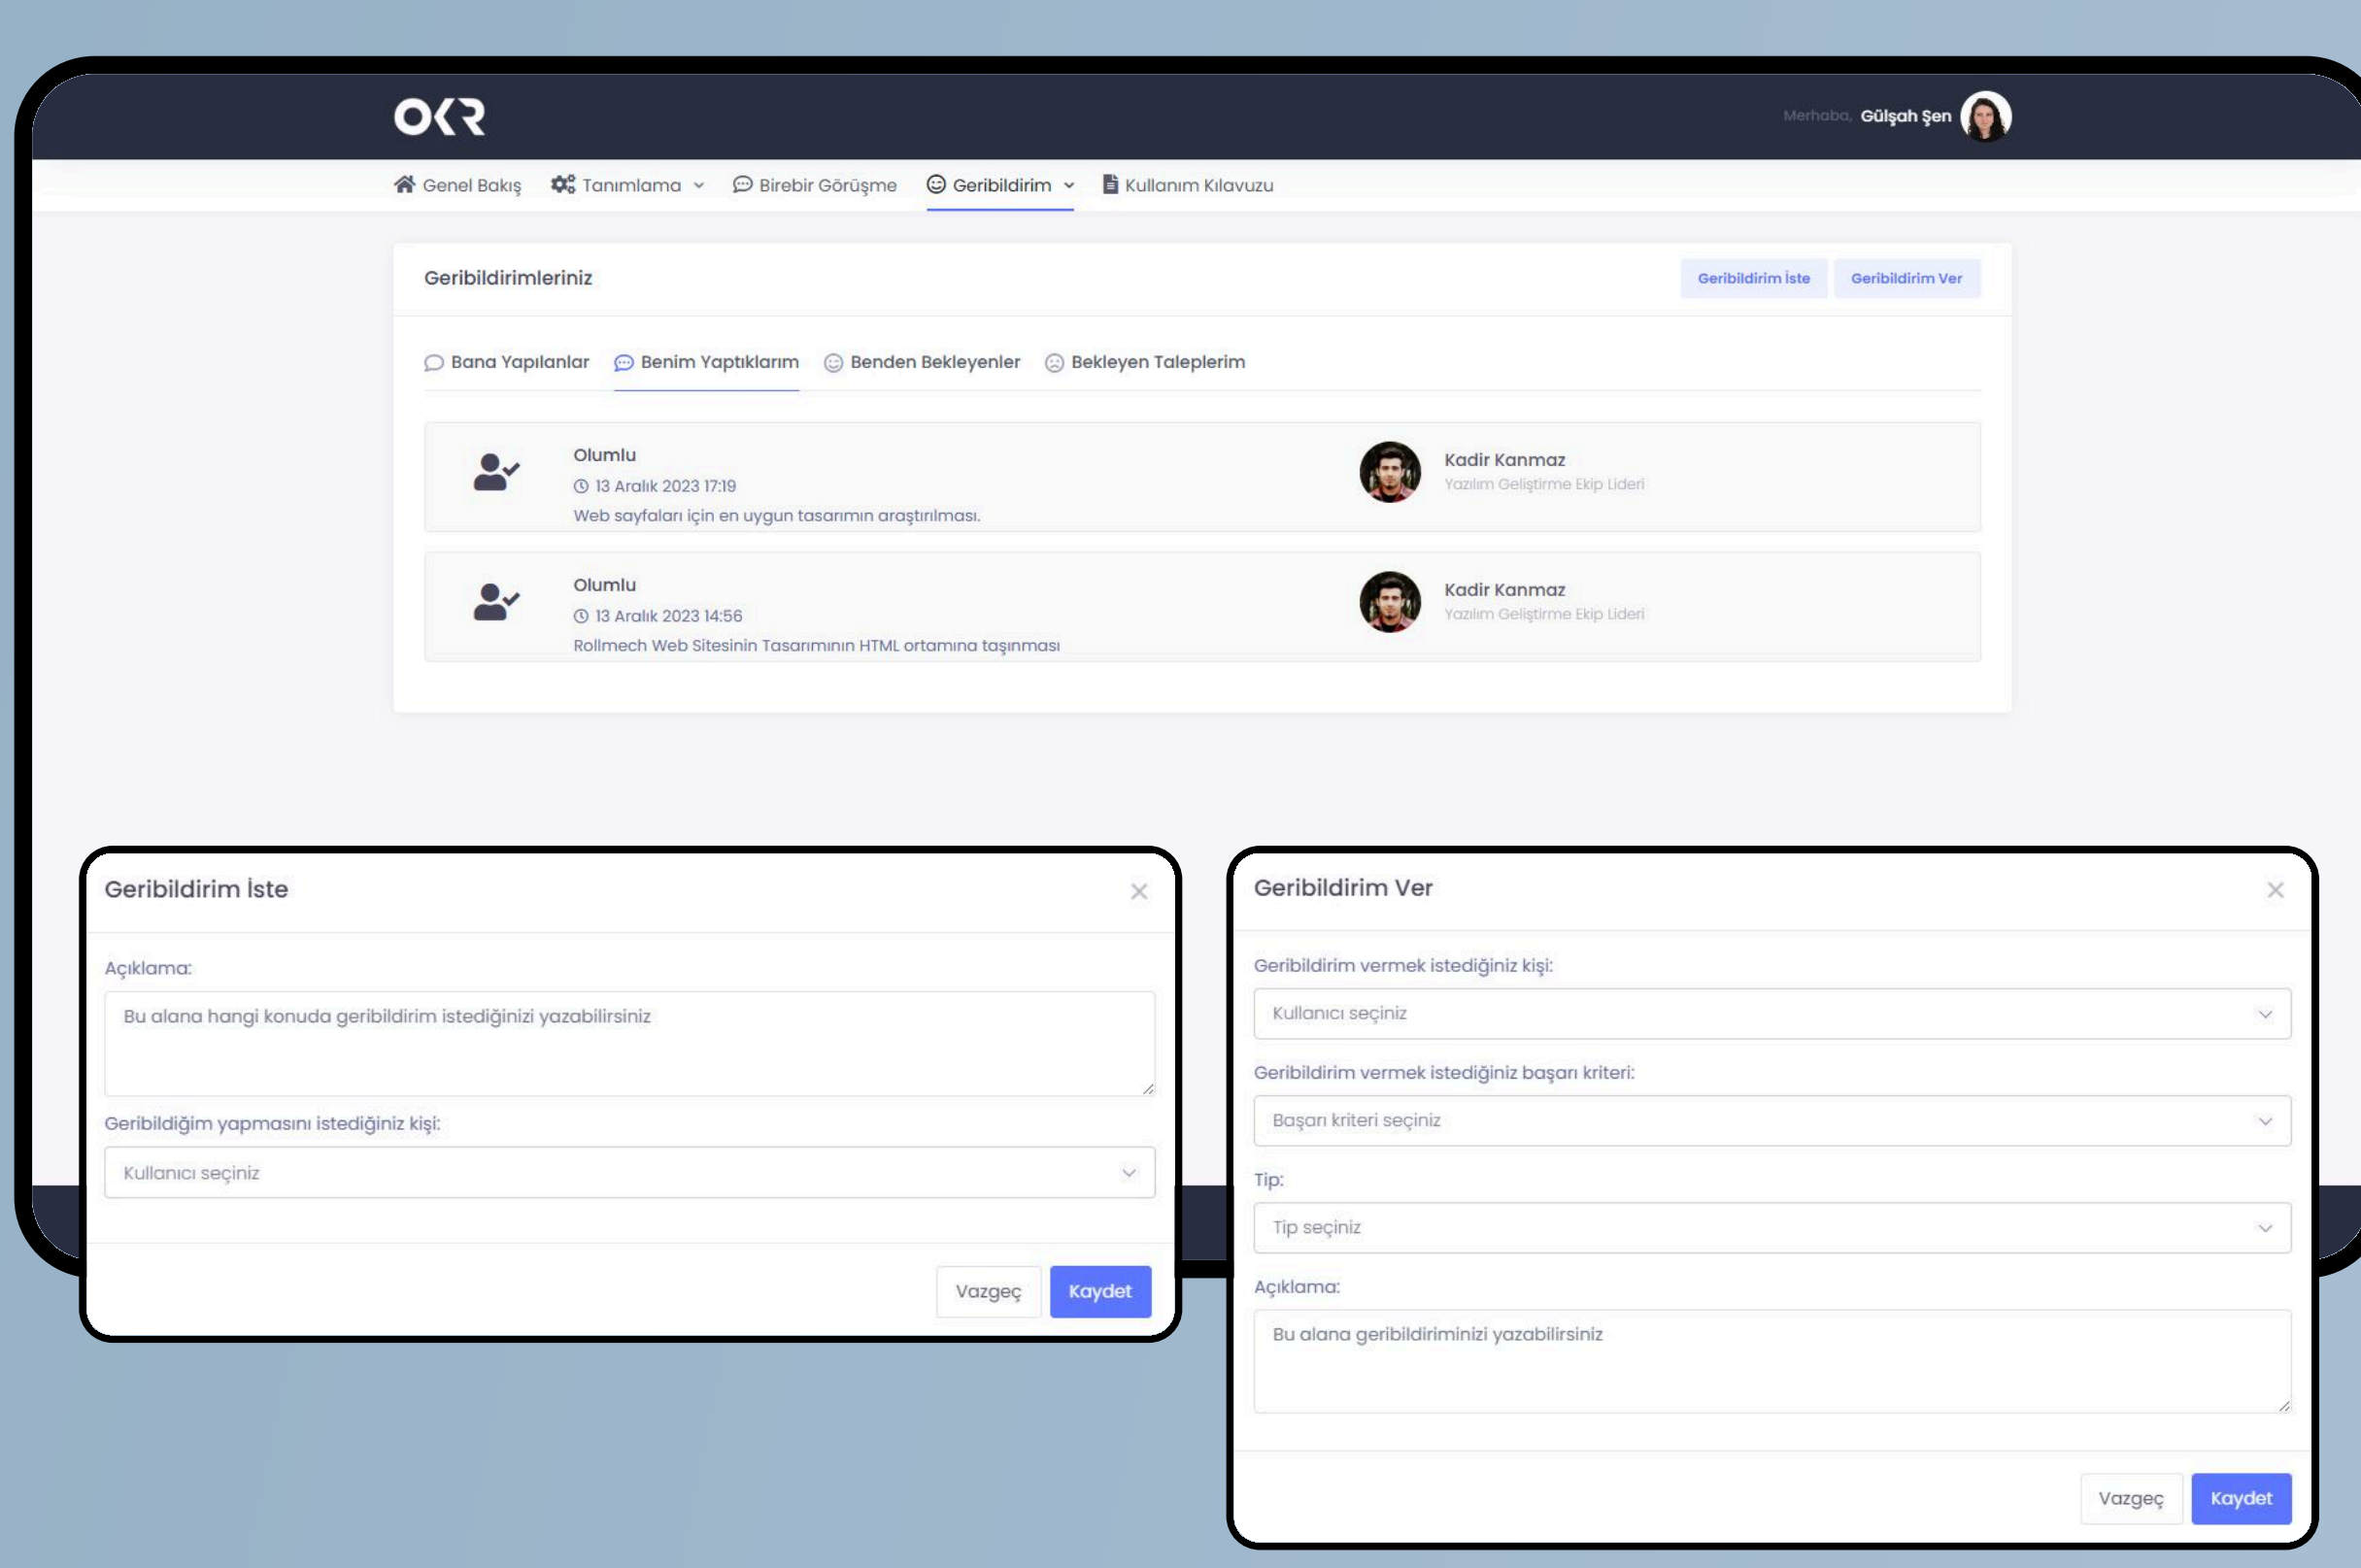 OKR
Merhaba, Gülşah Şen
Genel Bakış Tanımlama Birebir Görüşme Geribildirim Kullanım Kılavuzu
Geribildirimleriniz
Geribildirim İste Geribildirim Ver
Bana Yapılanlar Benim Yaptıklarım Benden Bekleyenler Bekleyen Taleplerim
Olumlu
13 Aralık 2023 17:19
Web sayfaları için en uygun tasarımın araştırılması.
Kadir Kanmaz
Yazılım Geliştirme Ekip Lideri
Olumlu
13 Aralık 2023 14:56
Rollmech Web Sitesinin Tasarımının HTML ortamına taşınması
Kadir Kanmaz
Yazılım Geliştirme Ekip Lideri
Geribildirim İste
Açıklama:
Bu alana hangi konuda geribildirim istediğinizi yazabilirsiniz
Geribildiğim yapmasını istediğiniz kişi:
Kullanıcı seçiniz
Vazgeç Kaydet
Geribildirim Ver
Geribildirim vermek istediğiniz kişi:
Kullanıcı seçiniz
Geribildirim vermek istediğiniz başarı kriteri:
Başarı kriteri seçiniz
Tip:
Tip seçiniz
Açıklama:
Bu alana geribildiriminizi yazabilirsiniz
Vazgeç Kaydet